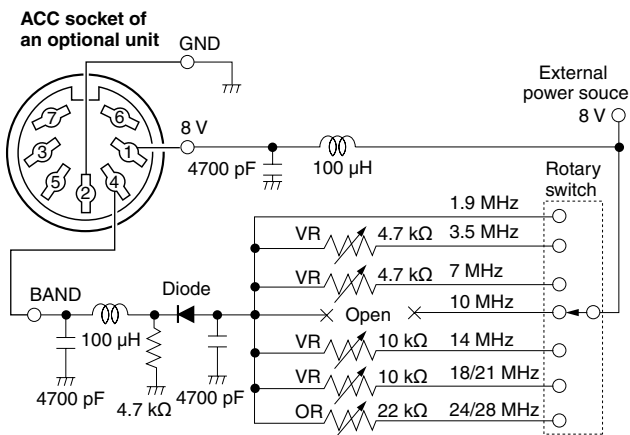 ACC socket of
an optional unit
GND
External
power souce
8 V
7
6
8 V
3
1
4700 pF
100 µH
5
4
2
Rotary
switch
1.9 MHz
VR
4.7 kΩ
3.5 MHz
VR
4.7 kΩ
7 MHz
BAND
Diode
Open
10 MHz
100 µH
VR
10 kΩ
14 MHz
VR
10 kΩ
18/21 MHz
4700 pF
4.7 kΩ
4700 pF
OR
22 kΩ
24/28 MHz